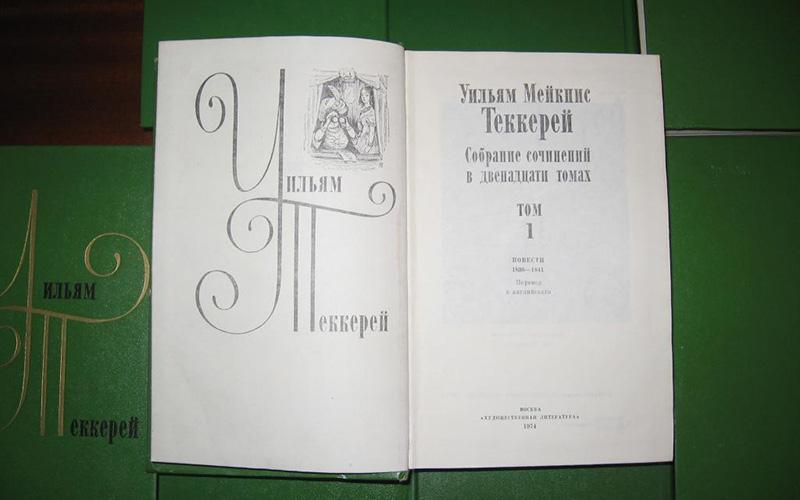 Уильям
Теккерей
Уильям
Теккерей
Уильям Мейкпис
Теккерей
Собрание сочинений
в двенадцати томах
ТОМ
1
ПОВЕСТИ
1838—1841
Перевод
с английского
МОСКВА
«ХУДОЖЕСТВЕННАЯ ЛИТЕРАТУРА»
1974